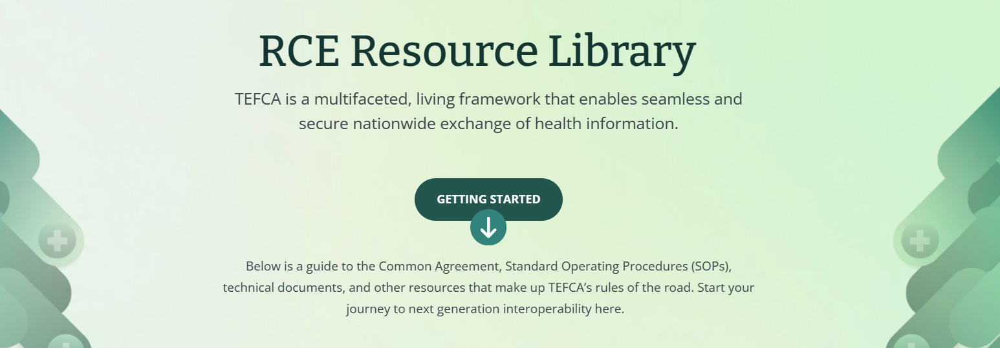 RCE Resource Library
TEFCA is a multifaceted, living framework that enables seamless and
secure nationwide exchange of health information.
GETTING STARTED
Below is a guide to the Common Agreement, Standard Operating Procedures (SOPs),
technical documents, and other resources that make up TEFCA’s rules of the road. Start your
journey to next generation interoperability here.